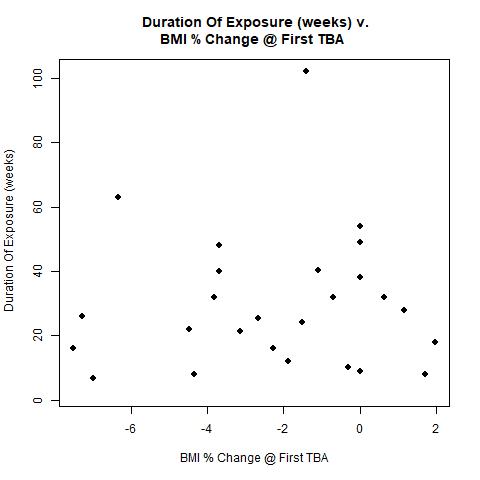 Duration Of Exposure (weeks) v.
BMI % Change @ First TBA
Duration Of Exposure (weeks)
100
80
60
40
20
0
-6 -4 -2 0 2
BMI % Change @ First TBA